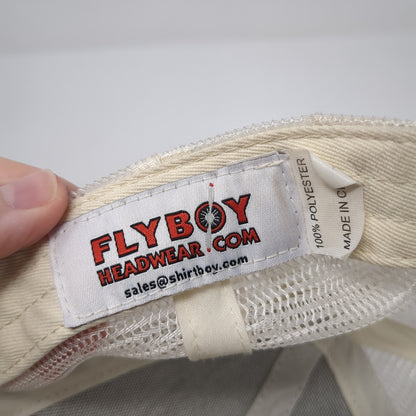 FLYBOY
HEADWEAR.COM
sales@shirtboy.com
100% POLYESTER
MADE IN